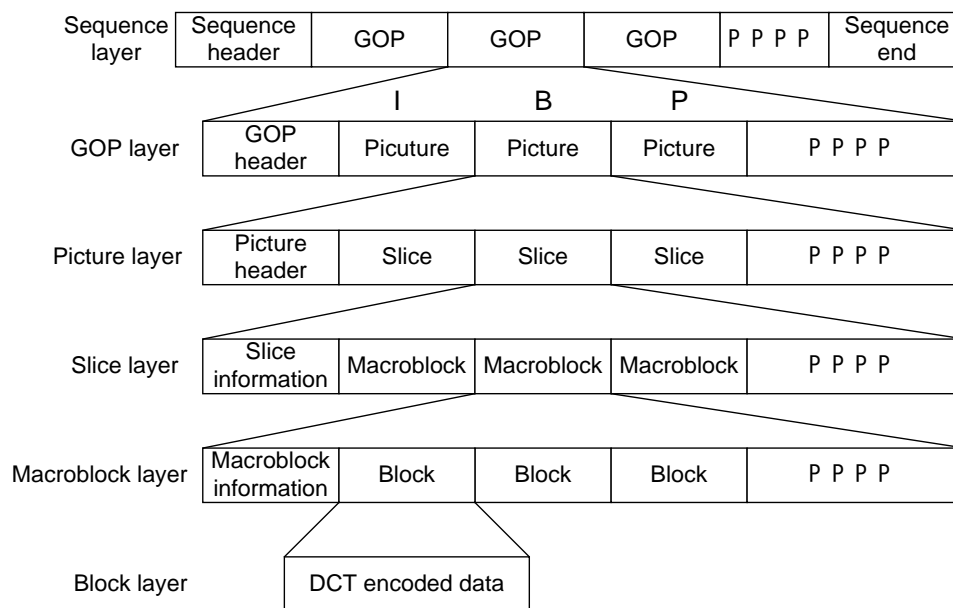 Sequence layer
Sequence header
GOP
GOP
GOP
P P P P
Sequence end
I
B
P
GOP layer
GOP header
Picuture
Picture
Picture
P P P P
Picture layer
Picture header
Slice
Slice
Slice
P P P P
Slice layer
Slice information
Macroblock
Macroblock
Macroblock
P P P P
Macroblock layer
Macroblock information
Block
Block
Block
P P P P
Block layer
DCT encoded data